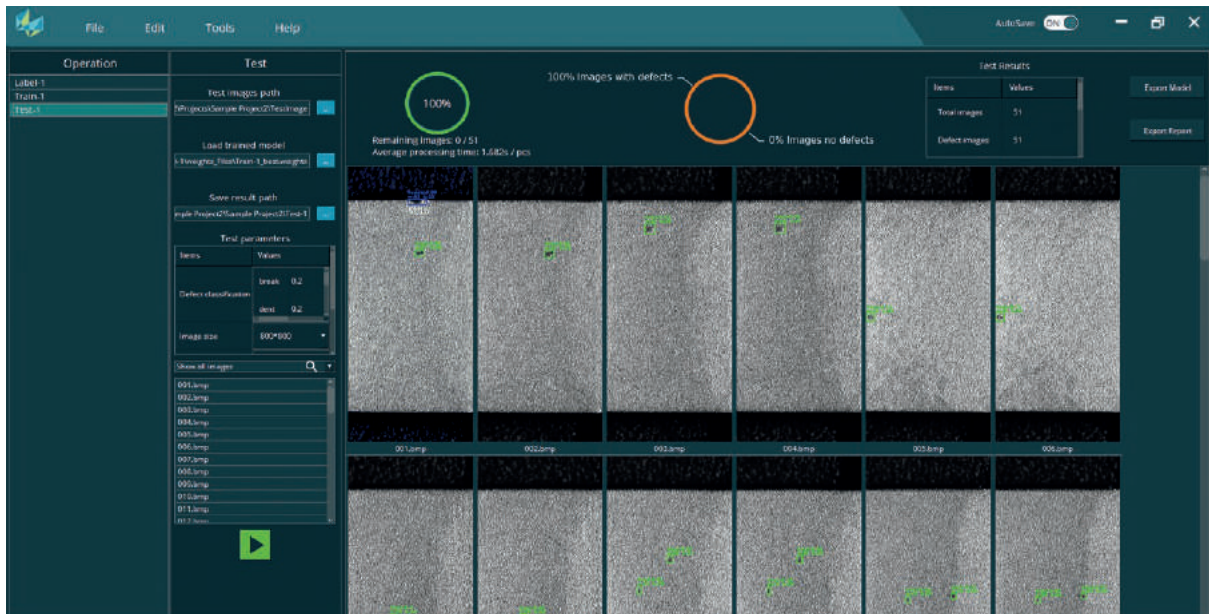 File Edit Tools Help
AutoSave ON
Operation
Label-1
Train-1
Test-1
Test
Test images path
...
Load trained model
...
Save result path
...
Test parameters
Items Values
Defect classification
break 0.2
dent 0.2
Image size 800*800
Show all images
001.bmp
002.bmp
003.bmp
004.bmp
005.bmp
006.bmp
007.bmp
008.bmp
009.bmp
010.bmp
011.bmp
012.bmp
100%
Remaining images: 0 / 51
Average processing time: 1.682s / pcs
100% Images with defects
0% Images no defects
Test Results
Items Values
Total images 51
Defect images 51
Export Model
Export Report
001.bmp 002.bmp 003.bmp 004.bmp 005.bmp 006.bmp